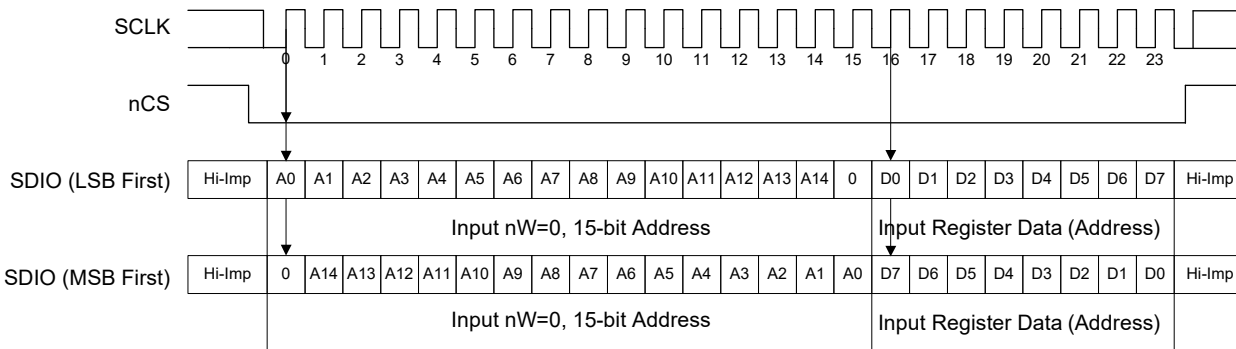 SCLK
0 1 2 3 4 5 6 7 8 9 10 11 12 13 14 15 16 17 18 19 20 21 22 23
nCS
SDIO (LSB First) Hi-Imp A0 A1 A2 A3 A4 A5 A6 A7 A8 A9 A10 A11 A12 A13 A14 0 D0 D1 D2 D3 D4 D5 D6 D7 Hi-Imp
Input nW=0, 15-bit Address Input Register Data (Address)
SDIO (MSB First) Hi-Imp 0 A14 A13 A12 A11 A10 A9 A8 A7 A6 A5 A4 A3 A2 A1 A0 D7 D6 D5 D4 D3 D2 D1 D0 Hi-Imp
Input nW=0, 15-bit Address Input Register Data (Address)